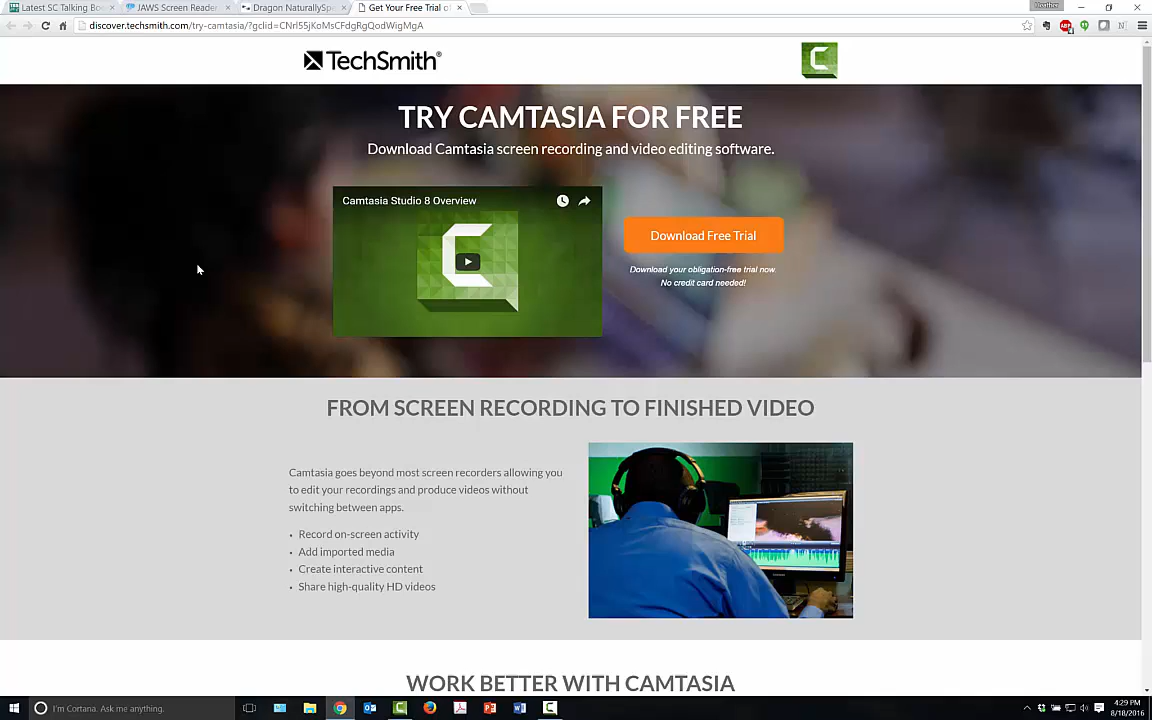 Latest SC Talking Bo
JAWS Screen Reade
Dragon NaturallySpe
Get Your Free Trial o
Heather
discover.techsmith.com/try-camtasia/?gclid=CNrl55jKoMsCFdgRgQodWigMgA
TechSmith®
TRY CAMTASIA FOR FREE
Download Camtasia screen recording and video editing software.
Camtasia Studio 8 Overview
Download Free Trial
Download your obligation-free trial now.
No credit card needed!
FROM SCREEN RECORDING TO FINISHED VIDEO
Camtasia goes beyond most screen recorders allowing you
to edit your recordings and produce videos without
switching between apps.
• Record on-screen activity
• Add imported media
• Create interactive content
• Share high-quality HD videos
WORK BETTER WITH CAMTASIA
I'm Cortana. Ask me anything.
4:29 PM
8/18/2016